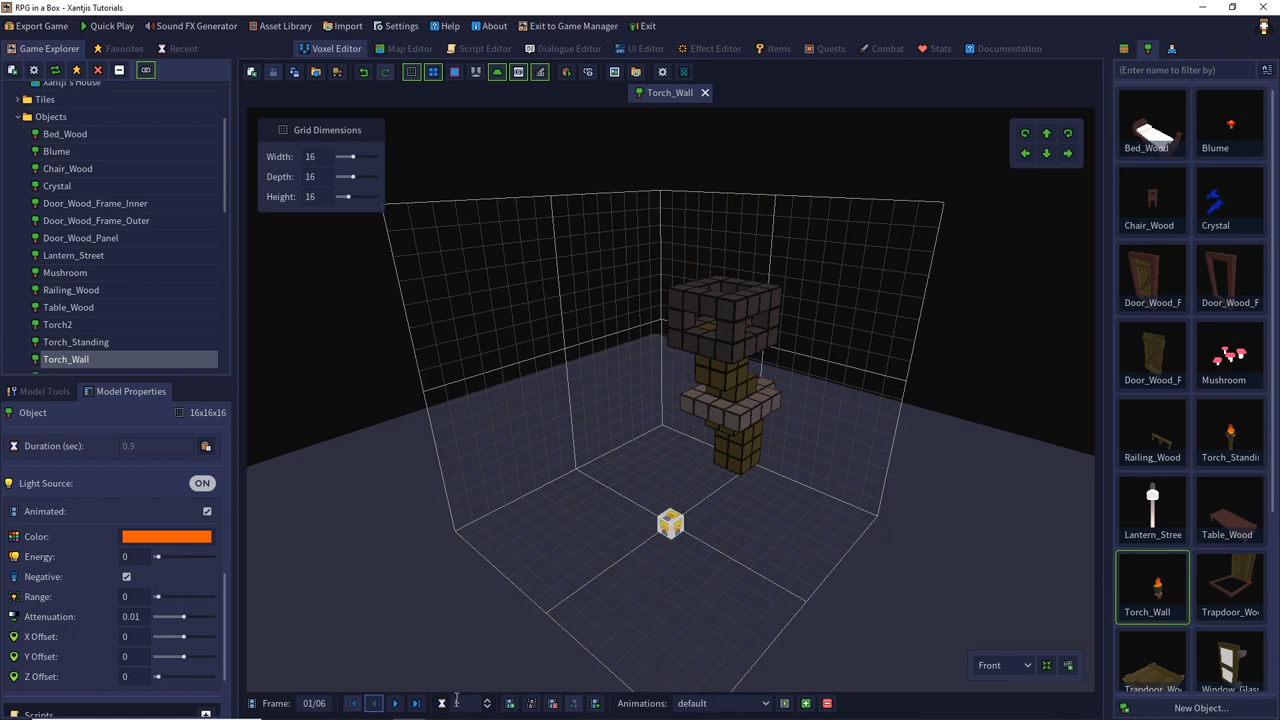 RPG in a Box - Xantjis Tutorials
Export Game Quick Play Sound FX Generator Asset Library Import Settings Help About Exit to Game Manager Exit
Game Explorer Favorites Recent Voxel Editor Map Editor Script Editor Dialogue Editor UI Editor Effect Editor Items Quests Combat Stats Documentation
(Enter name to filter by)
Xantji's House
Torch_Wall
Tiles
Objects
Bed_Wood
Blume
Chair_Wood
Crystal
Door_Wood_Frame_Inner
Door_Wood_Frame_Outer
Door_Wood_Panel
Lantern_Street
Mushroom
Railing_Wood
Table_Wood
Torch2
Torch_Standing
Torch_Wall
Grid Dimensions
Width: 16
Depth: 16
Height: 16
Bed_Wood Blume
Chair_Wood Crystal
Door_Wood_F Door_Wood_F
Door_Wood_F Mushroom
Railing_Wood Torch_Standi
Lantern_Stree Table_Wood
Torch_Wall Trapdoor_Wo
Trapdoor_Wo Window_Glas
New Object...
Model Tools Model Properties
Object 16x16x16
Duration (sec): 0.9
Light Source: ON
Animated:
Color:
Energy: 0
Negative:
Range: 0
Attenuation: 0.01
X Offset: 0
Y Offset: 0
Z Offset: 0
Scripts
Front
Frame: 01/06 Animations: default